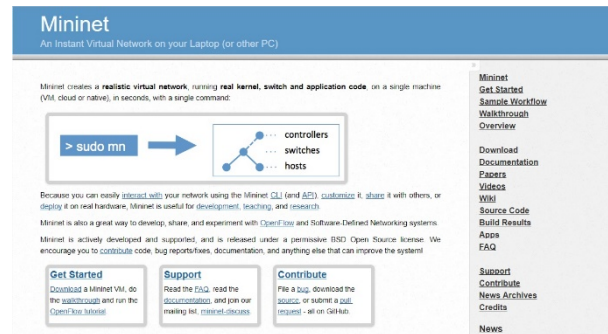 Mininet
An Instant Virtual Network on your Laptop (or other PC)
Mininet creates a realistic virtual network, running real kernel, switch and application code, on a single machine
(VM, cloud or native), in seconds, with a single command:
> sudo mn
controllers
switches
hosts
Because you can easily interact with your network using the Mininet CLI (and API), customize it, share it with others, or
deploy it on real hardware, Mininet is useful for development, teaching, and research.
Mininet is also a great way to develop, share, and experiment with OpenFlow and Software-Defined Networking systems.
Mininet is actively developed and supported, and is released under a permissive BSD Open Source license. We
encourage you to contribute code, bug reports/fixes, documentation, and anything else that can improve the system!
Get Started
Download a Mininet VM, do
the walkthrough and run the
OpenFlow tutorial.
Support
Read the FAQ, read the
documentation, and join our
mailing list, mininet-discuss.
Contribute
File a bug, download the
source, or submit a pull
request - all on GitHub.
Mininet
Get Started
Sample Workflow
Walkthrough
Overview
Download
Documentation
Papers
Videos
Wiki
Source Code
Build Results
Apps
FAQ
Support
Contribute
News Archives
Credits
News